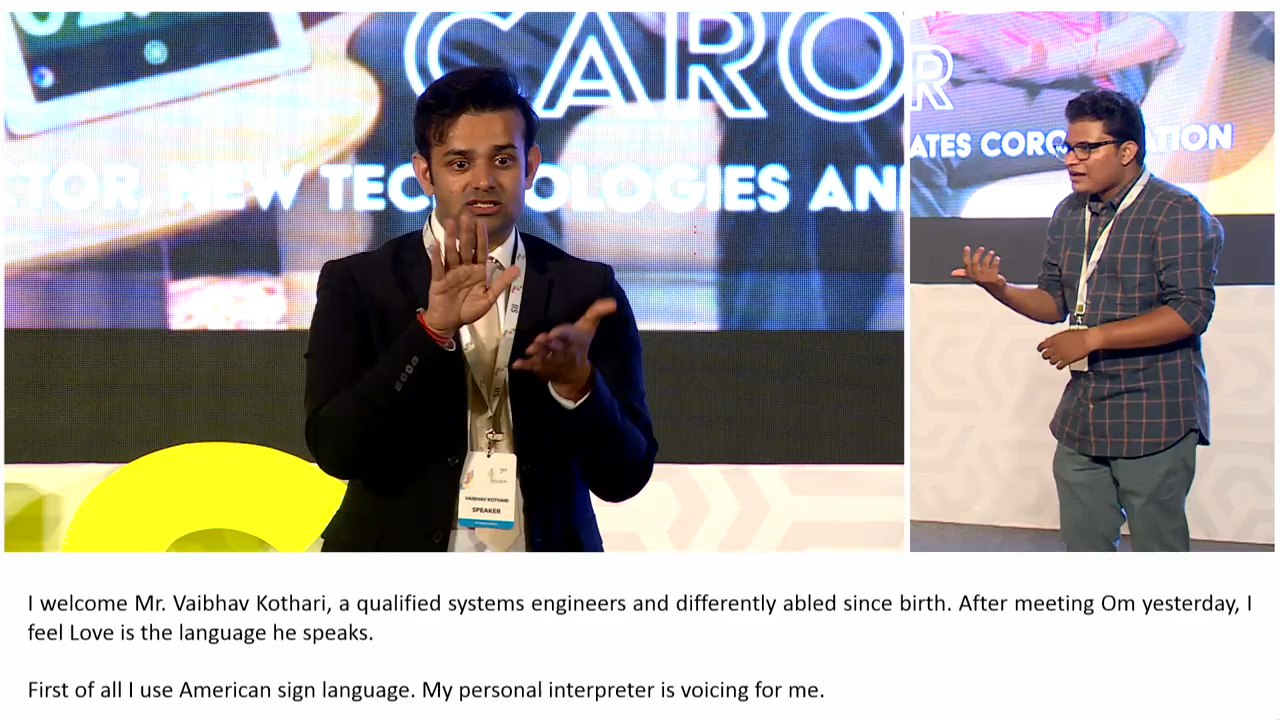 CARO
CTOR, NEW TEC OLOGIES AN
R
ATES CORO ATION
VAIBHAV KOTHARI
SPEAKER
I welcome Mr. Vaibhav Kothari, a qualified systems engineers and differently abled since birth. After meeting Om yesterday, I
feel Love is the language he speaks.
First of all I use American sign language. My personal interpreter is voicing for me.